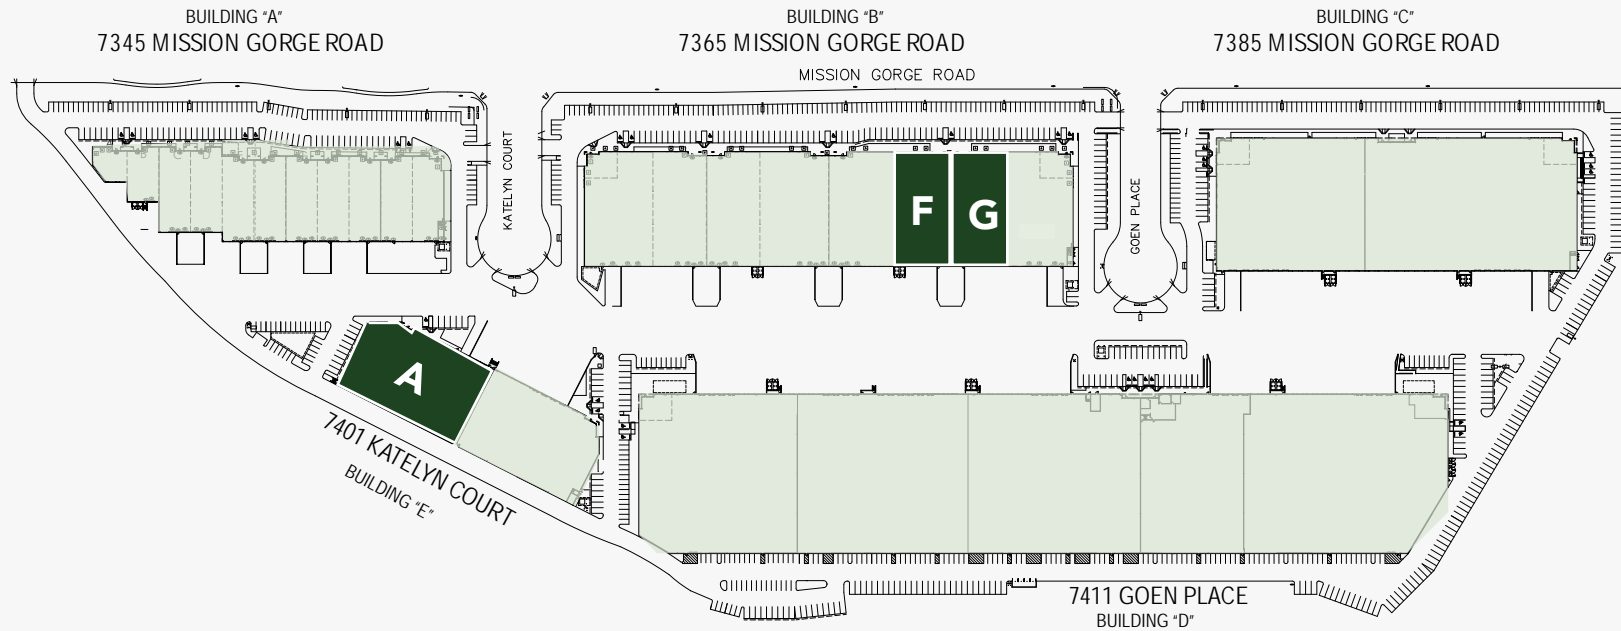 BUILDING “A”
7345 MISSION GORGE ROAD
BUILDING “B”
7365 MISSION GORGE ROAD
BUILDING “C”
7385 MISSION GORGE ROAD
MISSION GORGE ROAD
KATELYN COURT
GOEN PLACE
F
G
A
7401 KATELYN COURT
BUILDING “E”
7411 GOEN PLACE
BUILDING “D”